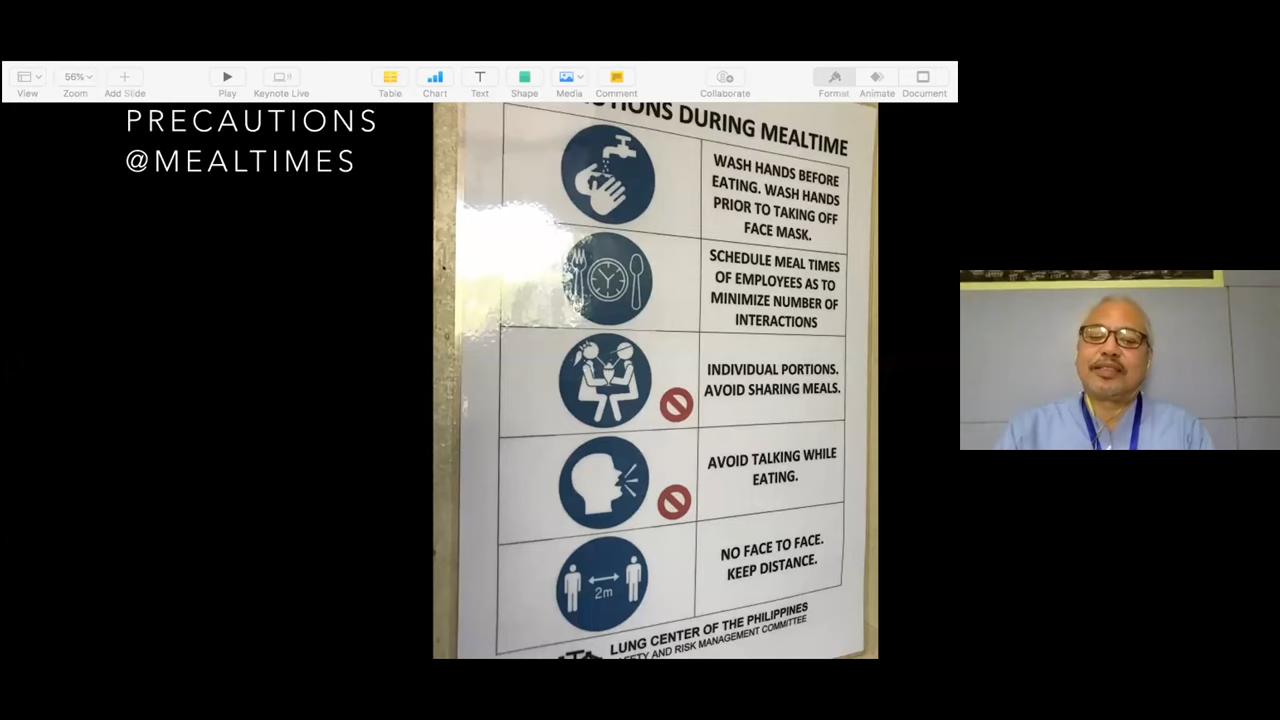 56%
View
Zoom
Add Slide
Play
Keynote Live
Table
Chart
Text
Shape
Media
Comment
Collaborate
Format
Animate
Document
PRECAUTIONS
@MEALTIMES
DURING MEALTIME
WASH HANDS BEFORE
EATING. WASH HANDS
PRIOR TO TAKING OFF
FACE MASK.
SCHEDULE MEAL TIMES
OF EMPLOYEES AS TO
MINIMIZE NUMBER OF
INTERACTIONS
INDIVIDUAL PORTIONS.
AVOID SHARING MEALS.
AVOID TALKING WHILE
EATING.
2m
NO FACE TO FACE.
KEEP DISTANCE.
LUNG CENTER OF THE PHILIPPINES
AND RISK MANAGEMENT COMMITTEE